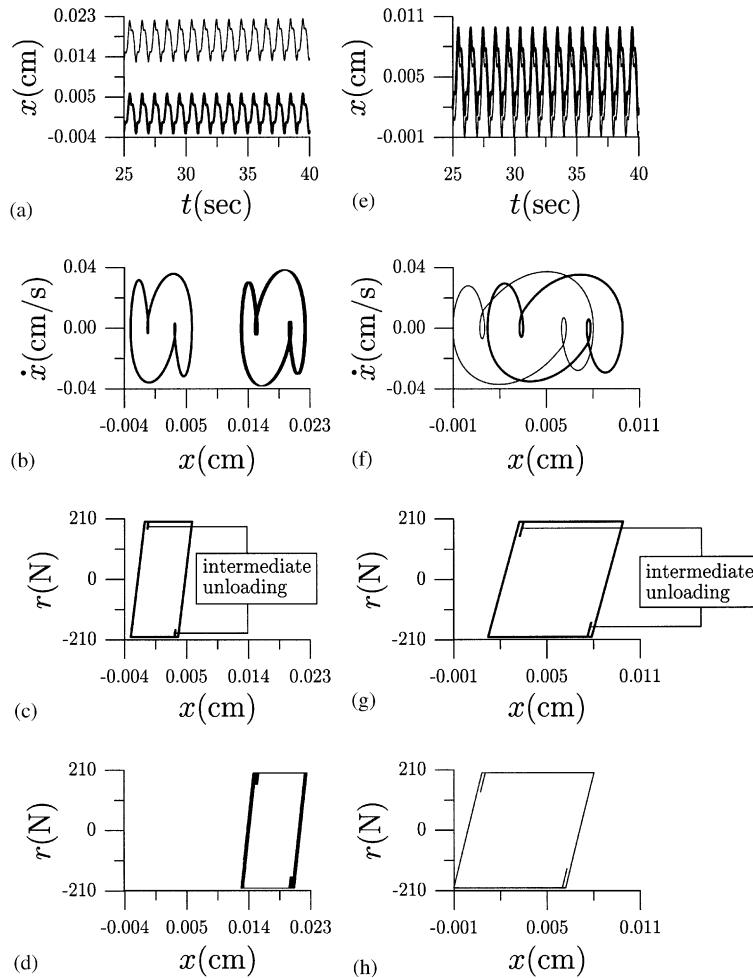 0.023
0.014
0.005
-0.004
x(cm)
25 30 35 40
t(sec)
(a)
0.011
0.005
-0.001
x(cm)
25 30 35 40
t(sec)
(e)
0.04
0.00
-0.04
ẋ(cm/s)
-0.004 0.005 0.014 0.023
x(cm)
(b)
0.04
0.00
-0.04
ẋ(cm/s)
-0.001 0.005 0.011
x(cm)
(f)
210
0
-210
r(N)
intermediate
unloading
-0.004 0.005 0.014 0.023
x(cm)
(c)
210
0
-210
r(N)
intermediate
unloading
-0.001 0.005 0.011
x(cm)
(g)
210
0
-210
r(N)
-0.004 0.005 0.014 0.023
x(cm)
(d)
210
0
-210
r(N)
-0.001 0.005 0.011
x(cm)
(h)